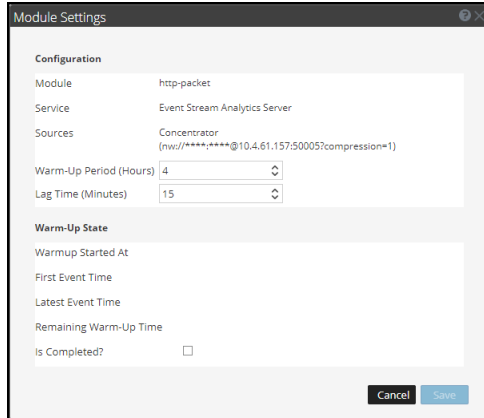 Module Settings
Configuration
Module http-packet
Service Event Stream Analytics Server
Sources Concentrator
(nw://****:****@10.4.61.157:50005?compression=1)
Warm-Up Period (Hours) 4
Lag Time (Minutes) 15
Warm-Up State
Warmup Started At
First Event Time
Latest Event Time
Remaining Warm-Up Time
Is Completed?
Cancel Save